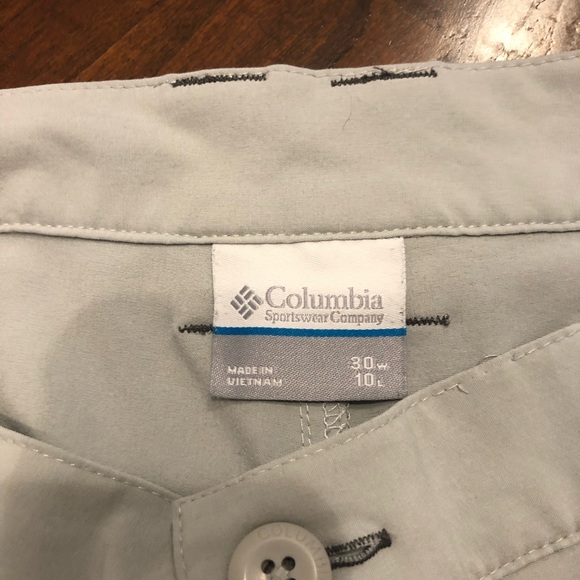 Columbia
Sportswear Company
MADE IN
VIETNAM
30W
10L